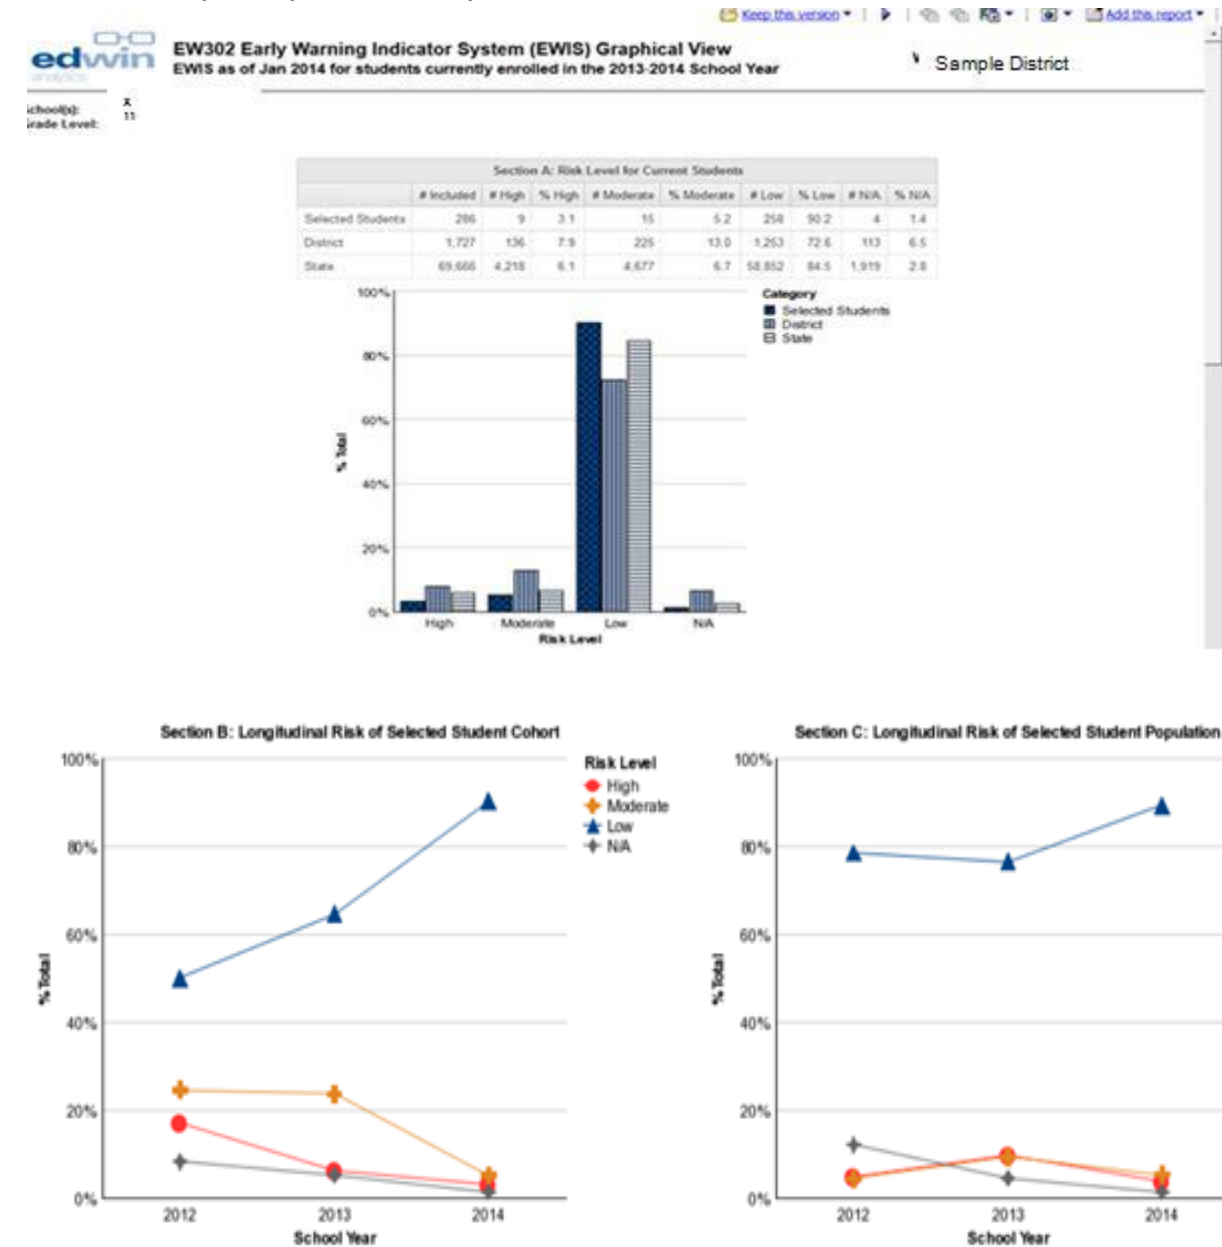 Keep this version
Add this report
edwin
analytics
EW302 Early Warning Indicator System (EWIS) Graphical View
EWIS as of Jan 2014 for students currently enrolled in the 2013-2014 School Year
Sample District
School(s): X
Grade Level: 11
Section A: Risk Level for Current Students
# Included # High % High # Moderate % Moderate # Low % Low # N/A % N/A
Selected Students 286 9 3.1 15 5.2 258 90.2 4 1.4
District 1,727 136 7.9 225 13.0 1,253 72.6 113 6.5
State 69,666 4,218 6.1 4,677 6.7 58,852 84.5 1,919 2.8
Category
Selected Students
District
State
100%
80%
60%
40%
20%
0%
% Total
High Moderate Low N/A
Risk Level
Section B: Longitudinal Risk of Selected Student Cohort
Risk Level
High
Moderate
Low
N/A
100%
80%
60%
40%
20%
0%
% Total
2012 2013 2014
School Year
Section C: Longitudinal Risk of Selected Student Population
100%
80%
60%
40%
20%
0%
% Total
2012 2013 2014
School Year